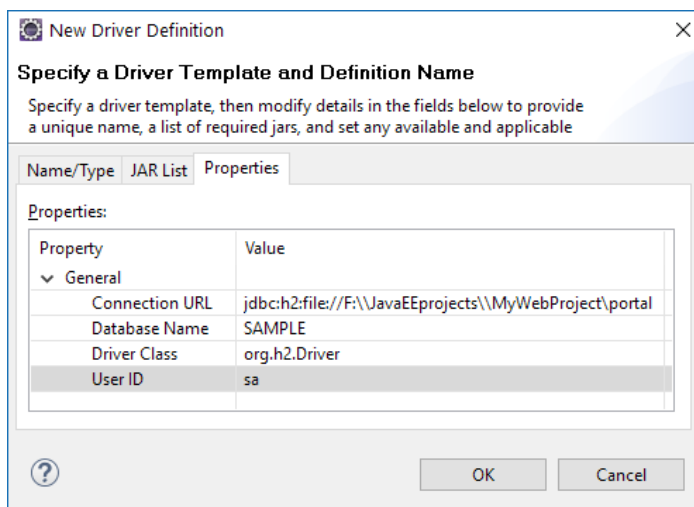 New Driver Definition
Specify a Driver Template and Definition Name
Specify a driver template, then modify details in the fields below to provide
a unique name, a list of required jars, and set any available and applicable
Name/Type JAR List Properties
Properties:
Property Value
General
Connection URL jdbc:h2:file://F:\\JavaEEprojects\\MyWebProject\portal
Database Name SAMPLE
Driver Class org.h2.Driver
User ID sa
?
OK Cancel